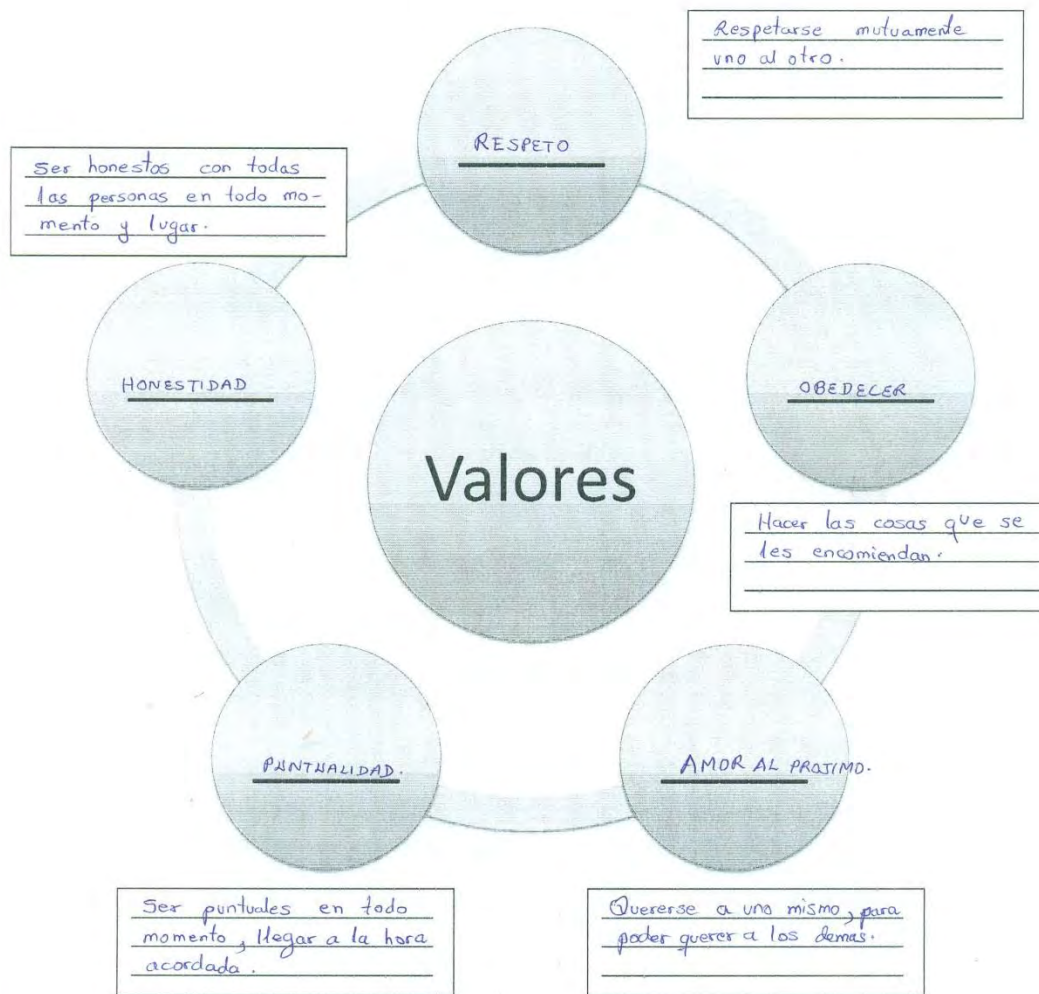 Respetarse mutuamente
uno al otro.
RESPETO
Ser honestos con todas
las personas en todo mo-
mento y lugar.
HONESTIDAD
OBEDECER
Valores
Hacer las cosas que se
les encomiendan.
PUNTUALIDAD.
AMOR AL PROJIMO.
Ser puntuales en todo
momento, llegar a la hora
acordada.
Quererse a uno mismo, para
poder querer a los demas.